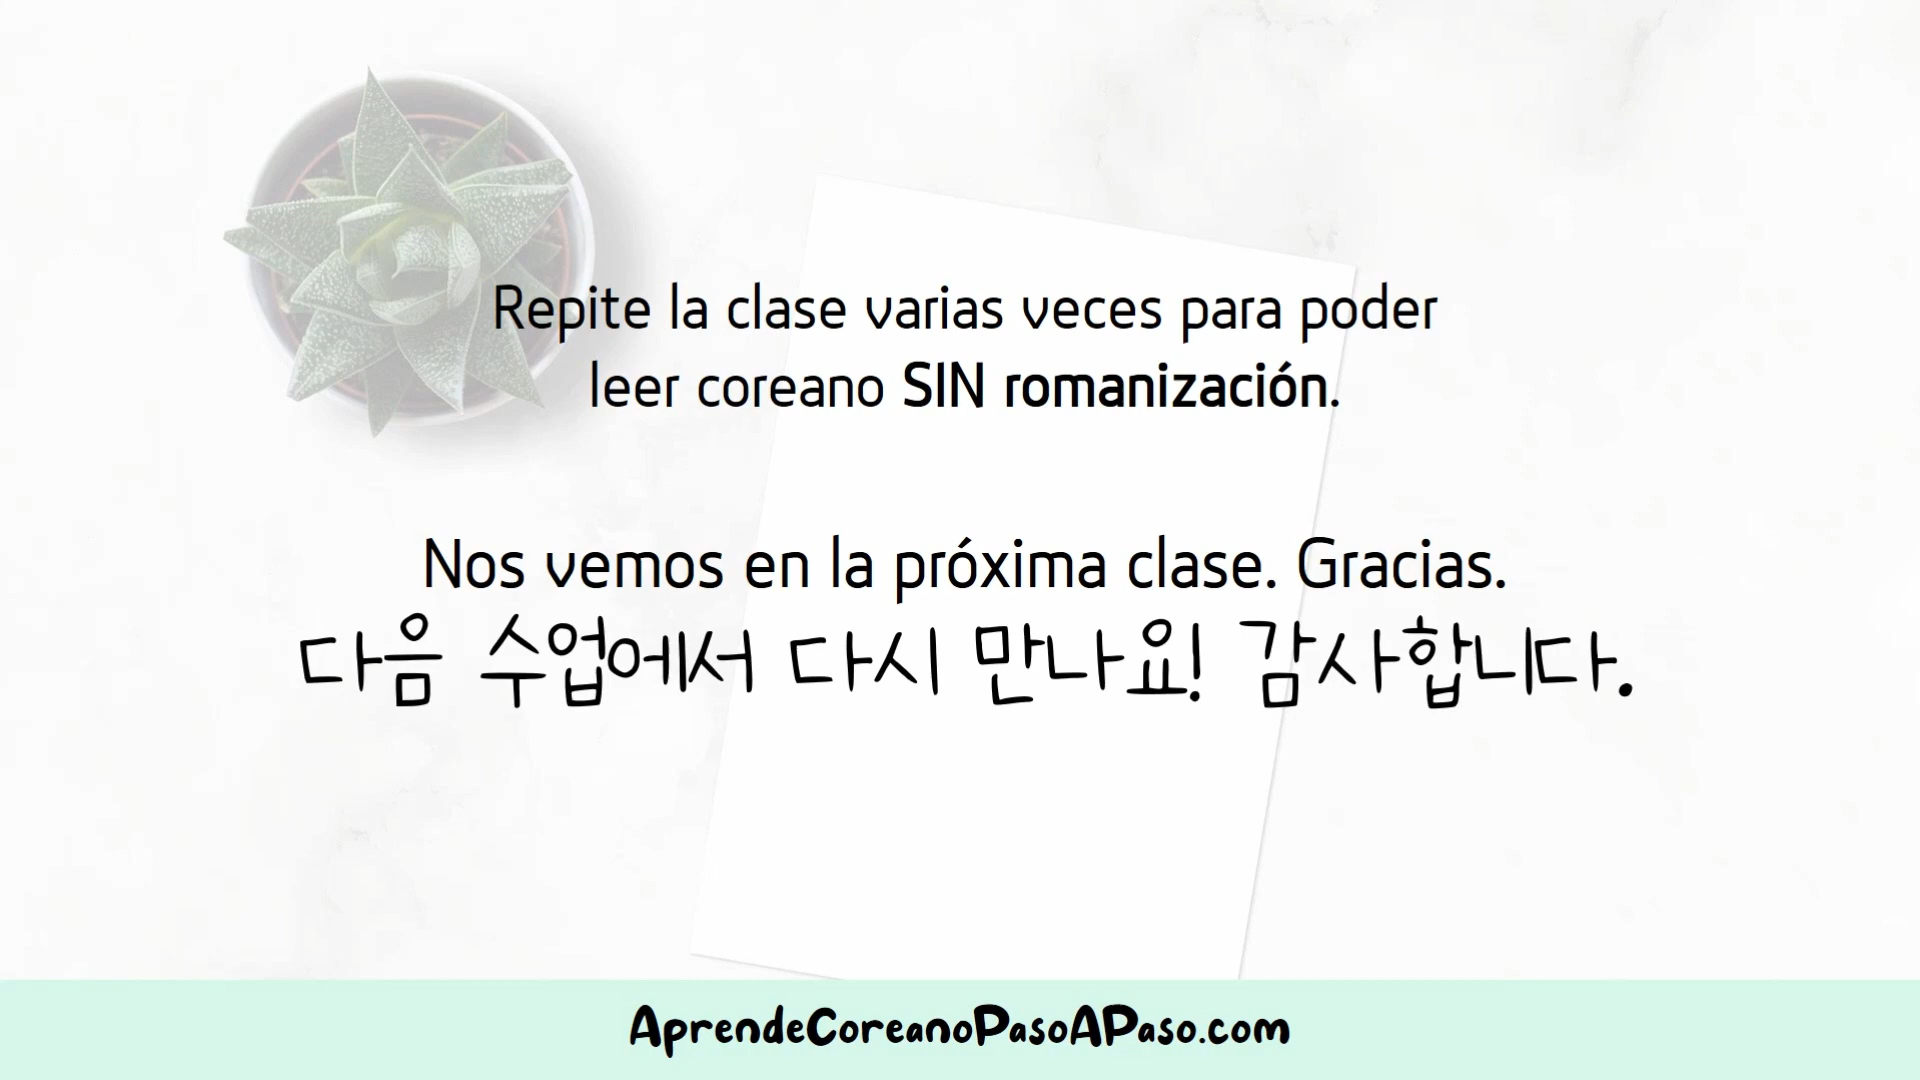 Repite la clase varias veces para poder
leer coreano SIN romanización.
Nos vemos en la próxima clase. Gracias.
다음 수업에서 다시 만나요! 감사합니다.
AprendeCoreanoPasoAPaso.com